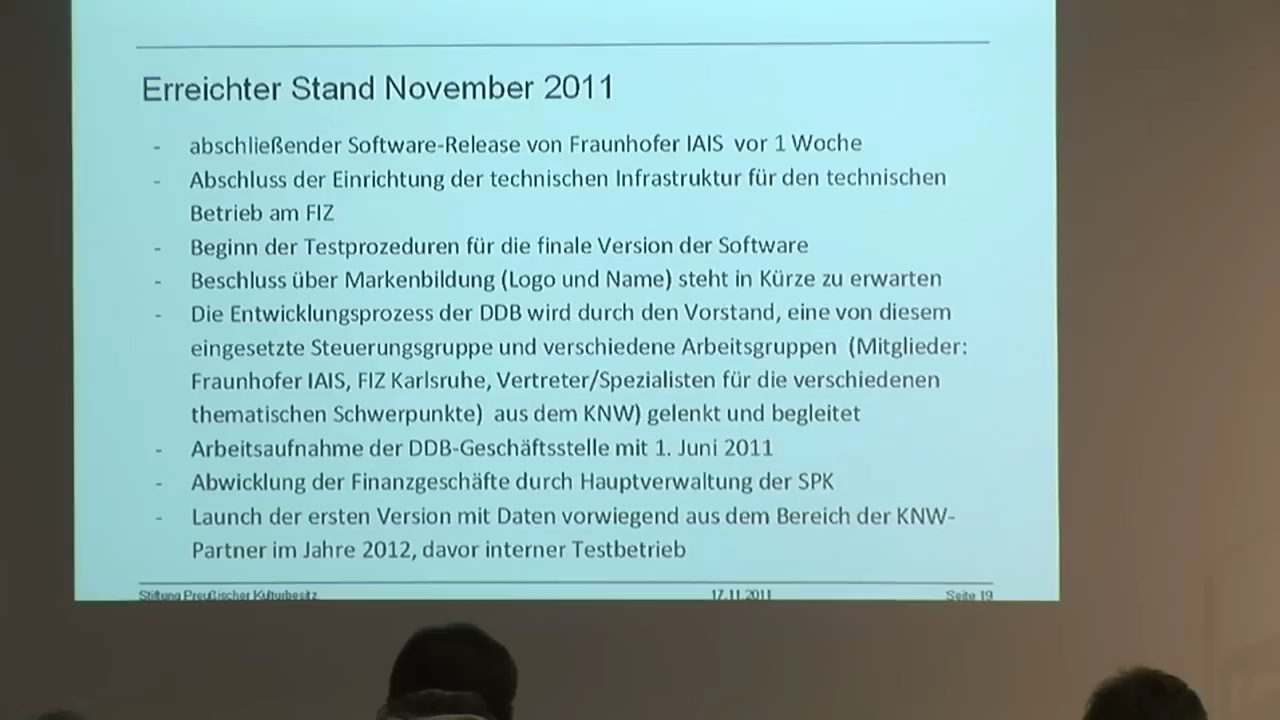 Erreichter Stand November 2011
- abschließender Software-Release von Fraunhofer IAIS vor 1 Woche
- Abschluss der Einrichtung der technischen Infrastruktur für den technischen
Betrieb am FIZ
- Beginn der Testprozeduren für die finale Version der Software
- Beschluss über Markenbildung (Logo und Name) steht in Kürze zu erwarten
- Die Entwicklungsprozess der DDB wird durch den Vorstand, eine von diesem
eingesetzte Steuerungsgruppe und verschiedene Arbeitsgruppen (Mitglieder:
Fraunhofer IAIS, FIZ Karlsruhe, Vertreter/Spezialisten für die verschiedenen
thematischen Schwerpunkte) aus dem KNW) gelenkt und begleitet
- Arbeitsaufnahme der DDB-Geschäftsstelle mit 1. Juni 2011
- Abwicklung der Finanzgeschäfte durch Hauptverwaltung der SPK
- Launch der ersten Version mit Daten vorwiegend aus dem Bereich der KNW-
Partner im Jahre 2012, davor interner Testbetrieb
Stiftung Preußischer Kulturbesitz 17.11.2011 Seite 19